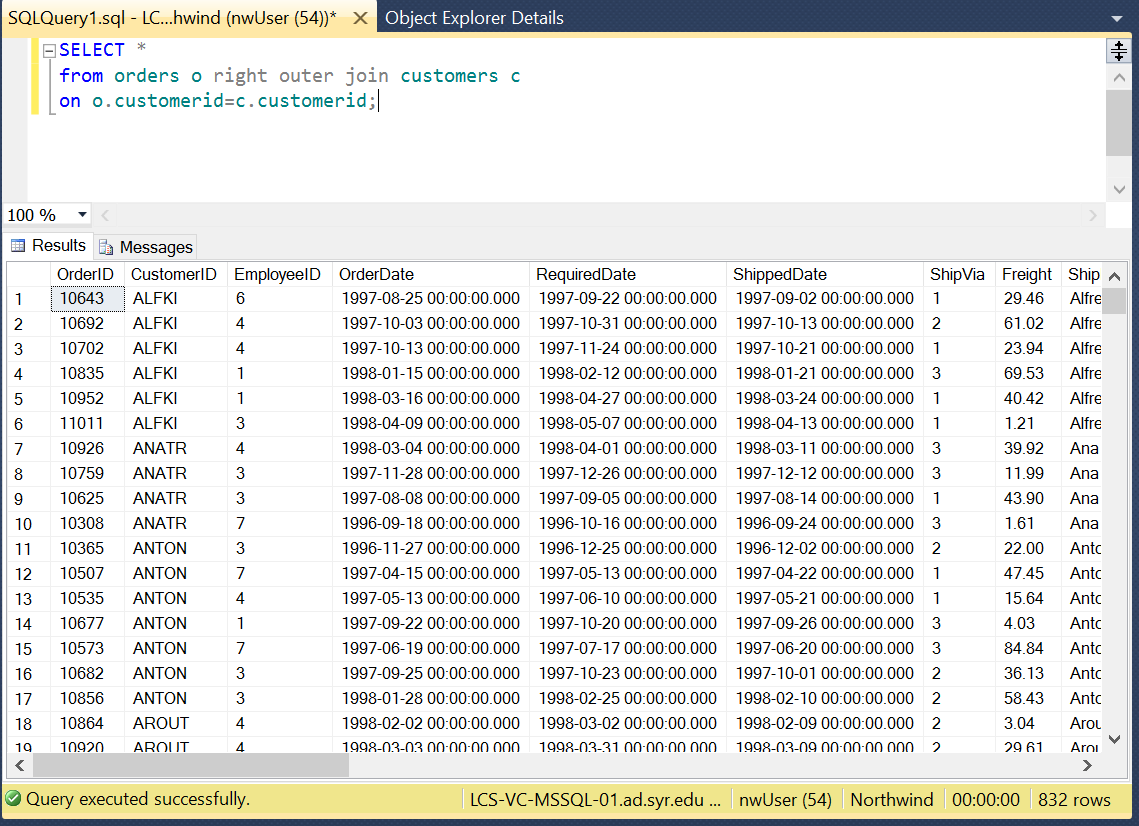 SQLQuery1.sql - LC...hwind (nwUser (54))* Object Explorer Details
SELECT *
from orders o right outer join customers c
on o.customerid=c.customerid;
100 %
Results Messages
OrderID CustomerID EmployeeID OrderDate RequiredDate ShippedDate ShipVia Freight Ship
1 10643 ALFKI 6 1997-08-25 00:00:00.000 1997-09-22 00:00:00.000 1997-09-02 00:00:00.000 1 29.46 Alfre
2 10692 ALFKI 4 1997-10-03 00:00:00.000 1997-10-31 00:00:00.000 1997-10-13 00:00:00.000 2 61.02 Alfre
3 10702 ALFKI 4 1997-10-13 00:00:00.000 1997-11-24 00:00:00.000 1997-10-21 00:00:00.000 1 23.94 Alfre
4 10835 ALFKI 1 1998-01-15 00:00:00.000 1998-02-12 00:00:00.000 1998-01-21 00:00:00.000 3 69.53 Alfre
5 10952 ALFKI 1 1998-03-16 00:00:00.000 1998-04-27 00:00:00.000 1998-03-24 00:00:00.000 1 40.42 Alfre
6 11011 ALFKI 3 1998-04-09 00:00:00.000 1998-05-07 00:00:00.000 1998-04-13 00:00:00.000 1 1.21 Alfre
7 10926 ANATR 4 1998-03-04 00:00:00.000 1998-04-01 00:00:00.000 1998-03-11 00:00:00.000 3 39.92 Ana
8 10759 ANATR 3 1997-11-28 00:00:00.000 1997-12-26 00:00:00.000 1997-12-12 00:00:00.000 3 11.99 Ana
9 10625 ANATR 3 1997-08-08 00:00:00.000 1997-09-05 00:00:00.000 1997-08-14 00:00:00.000 1 43.90 Ana
10 10308 ANATR 7 1996-09-18 00:00:00.000 1996-10-16 00:00:00.000 1996-09-24 00:00:00.000 3 1.61 Ana
11 10365 ANTON 3 1996-11-27 00:00:00.000 1996-12-25 00:00:00.000 1996-12-02 00:00:00.000 2 22.00 Antc
12 10507 ANTON 7 1997-04-15 00:00:00.000 1997-05-13 00:00:00.000 1997-04-22 00:00:00.000 1 47.45 Antc
13 10535 ANTON 4 1997-05-13 00:00:00.000 1997-06-10 00:00:00.000 1997-05-21 00:00:00.000 1 15.64 Antc
14 10677 ANTON 1 1997-09-22 00:00:00.000 1997-10-20 00:00:00.000 1997-09-26 00:00:00.000 3 4.03 Antc
15 10573 ANTON 7 1997-06-19 00:00:00.000 1997-07-17 00:00:00.000 1997-06-20 00:00:00.000 3 84.84 Antc
16 10682 ANTON 3 1997-09-25 00:00:00.000 1997-10-23 00:00:00.000 1997-10-01 00:00:00.000 2 36.13 Antc
17 10856 ANTON 3 1998-01-28 00:00:00.000 1998-02-25 00:00:00.000 1998-02-10 00:00:00.000 2 58.43 Antc
18 10864 AROUT 4 1998-02-02 00:00:00.000 1998-03-02 00:00:00.000 1998-02-09 00:00:00.000 2 3.04 Arou
19 10920 AROUT 4 1998-03-03 00:00:00.000 1998-03-31 00:00:00.000 1998-03-09 00:00:00.000 2 29.61 Arou
Query executed successfully. LCS-VC-MSSQL-01.ad.syr.edu ... nwUser (54) Northwind 00:00:00 832 rows